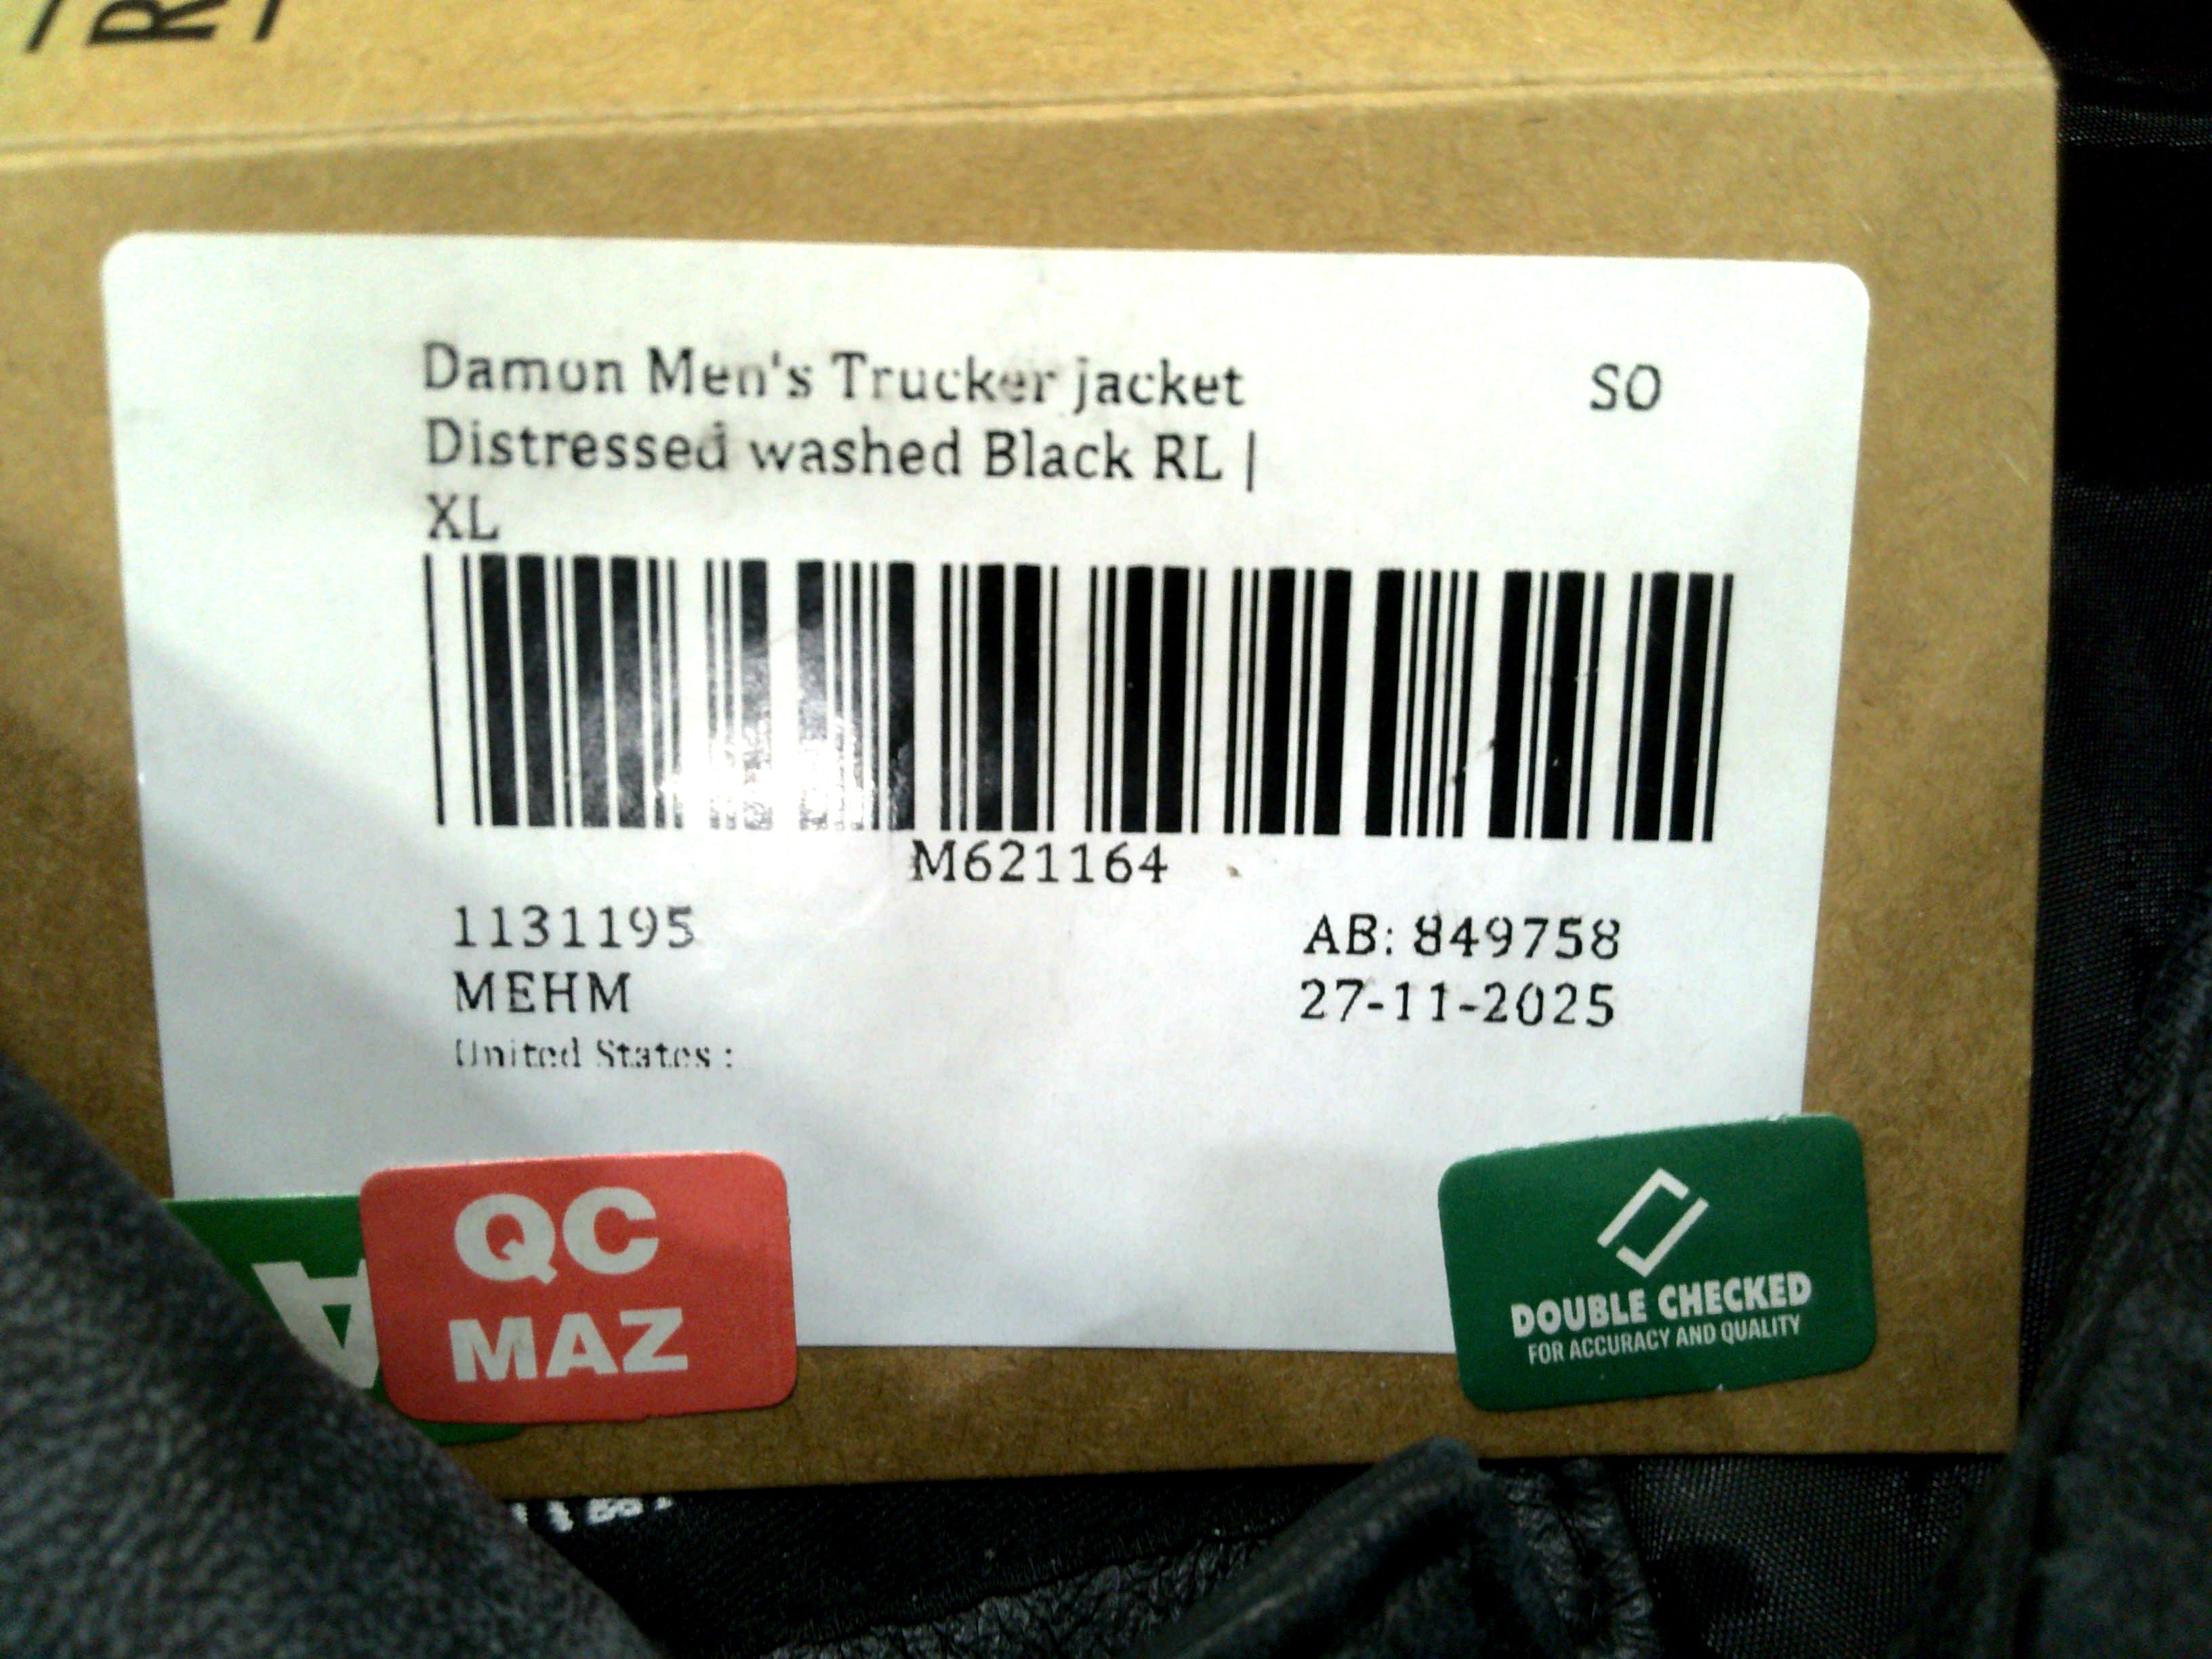 Damon Men's Trucker jacket
Distressed washed Black RL |
XL
SO
M621164
1131195
MEHM
United States :
AB: 849758
27-11-2025
QC
MAZ
DOUBLE CHECKED
FOR ACCURACY AND QUALITY
R
A